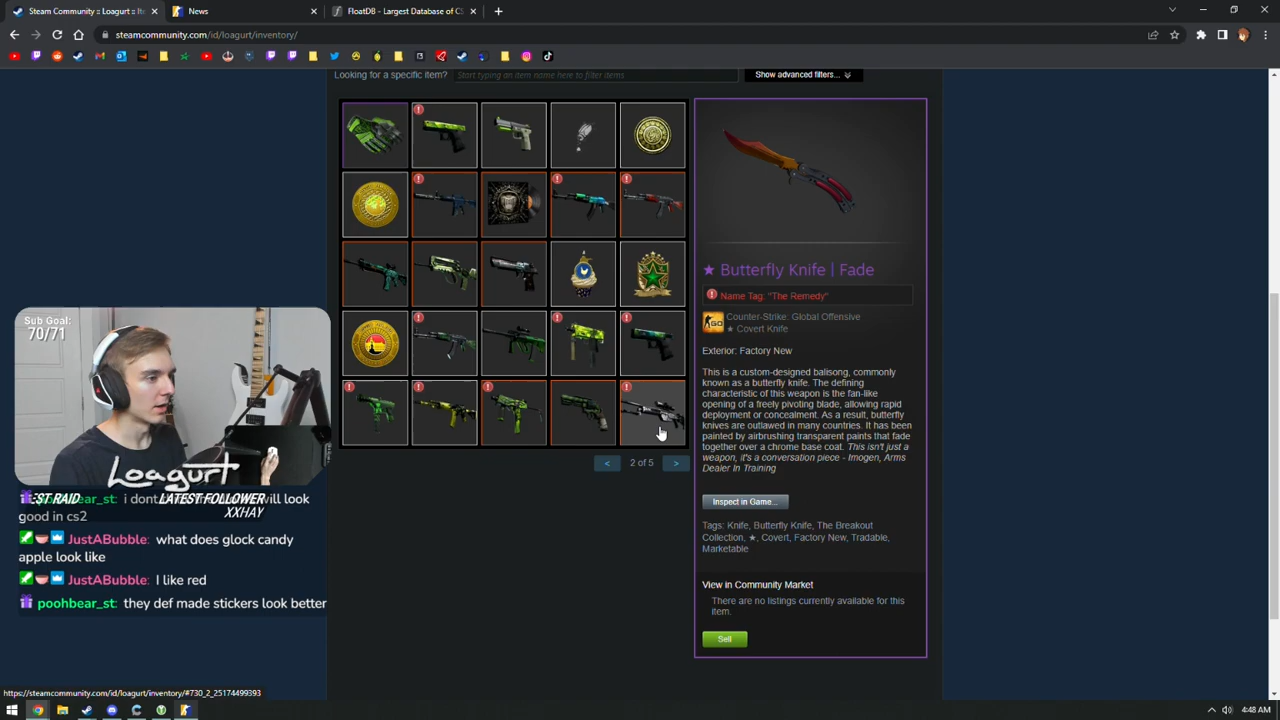 Steam Community :: Loagurt :: Ite
News
FloatDB - Largest Database of CS
steamcommunity.com/id/loagurt/inventory/
Looking for a specific item?
Start typing an item name here to filter items
Show advanced filters...
★ Butterfly Knife | Fade
Name Tag: "The Remedy"
Counter-Strike: Global Offensive
★ Covert Knife
Exterior: Factory New
This is a custom-designed balisong, commonly
known as a butterfly knife. The defining
characteristic of this weapon is the fan-like
opening of a freely pivoting blade, allowing rapid
deployment or concealment. As a result, butterfly
knives are outlawed in many countries. It has been
painted by airbrushing transparent paints that fade
together over a chrome base coat. This isn't just a
weapon, it's a conversation piece - Imogen, Arms
Dealer In Training
< 2 of 5 >
Inspect in Game...
Tags: Knife, Butterfly Knife, The Breakout
Collection, ★, Covert, Factory New, Tradable,
Marketable
View in Community Market
There are no listings currently available for this
item.
Sell
Sub Goal:
70/71
Loagurt
EST RAID
LATEST FOLLOWER
XXHAY
will look
good in cs2
JustABubble: what does glock candy
apple look like
JustABubble: I like red
poohbear_st: they def made stickers look better
https://steamcommunity.com/id/loagurt/inventory/#730_2_25174499393
4:48 AM